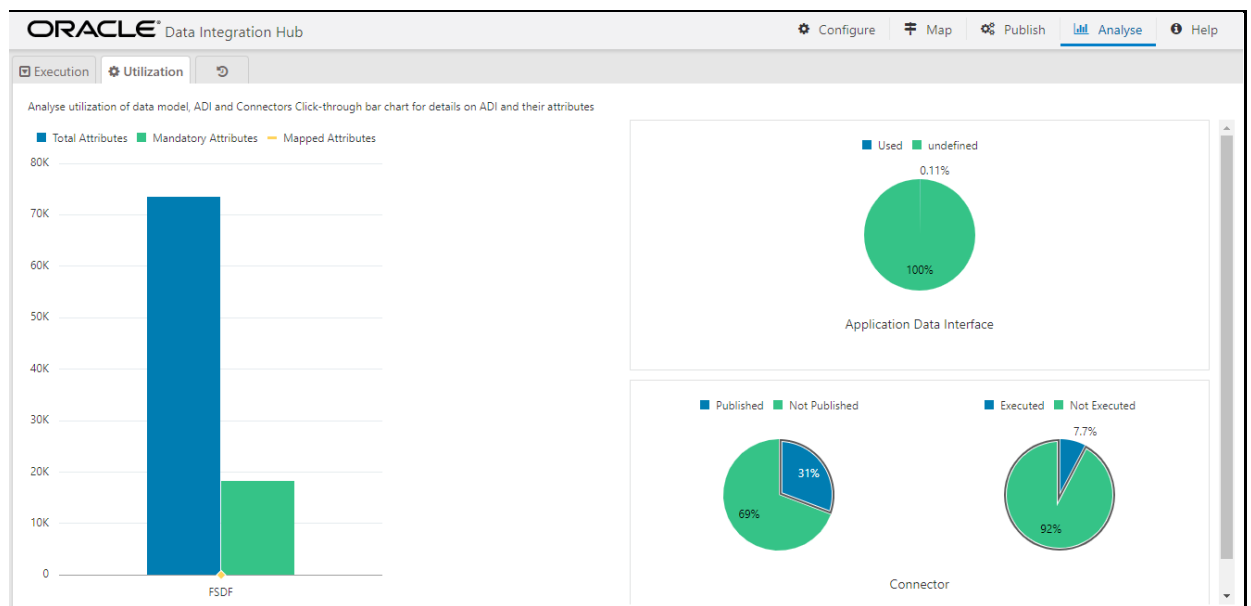 ORACLE® Data Integration Hub
Configure
Map
Publish
Analyse
Help
Execution
Utilization
Analyse utilization of data model, ADI and Connectors Click-through bar chart for details on ADI and their attributes
Total Attributes
Mandatory Attributes
Mapped Attributes
80K
70K
60K
50K
40K
30K
20K
10K
0
FSDF
Used
undefined
0.11%
100%
Application Data Interface
Published
Not Published
31%
69%
Executed
Not Executed
7.7%
92%
Connector